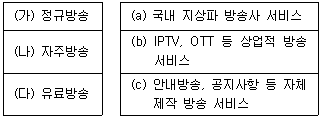 (가) 정규방송
(나) 자주방송
(다) 유료방송
(a) 국내 지상파 방송사 서비스
(b) IPTV, OTT 등 상업적 방송
서비스
(c) 안내방송, 공지사항 등 자체
제작 방송 서비스